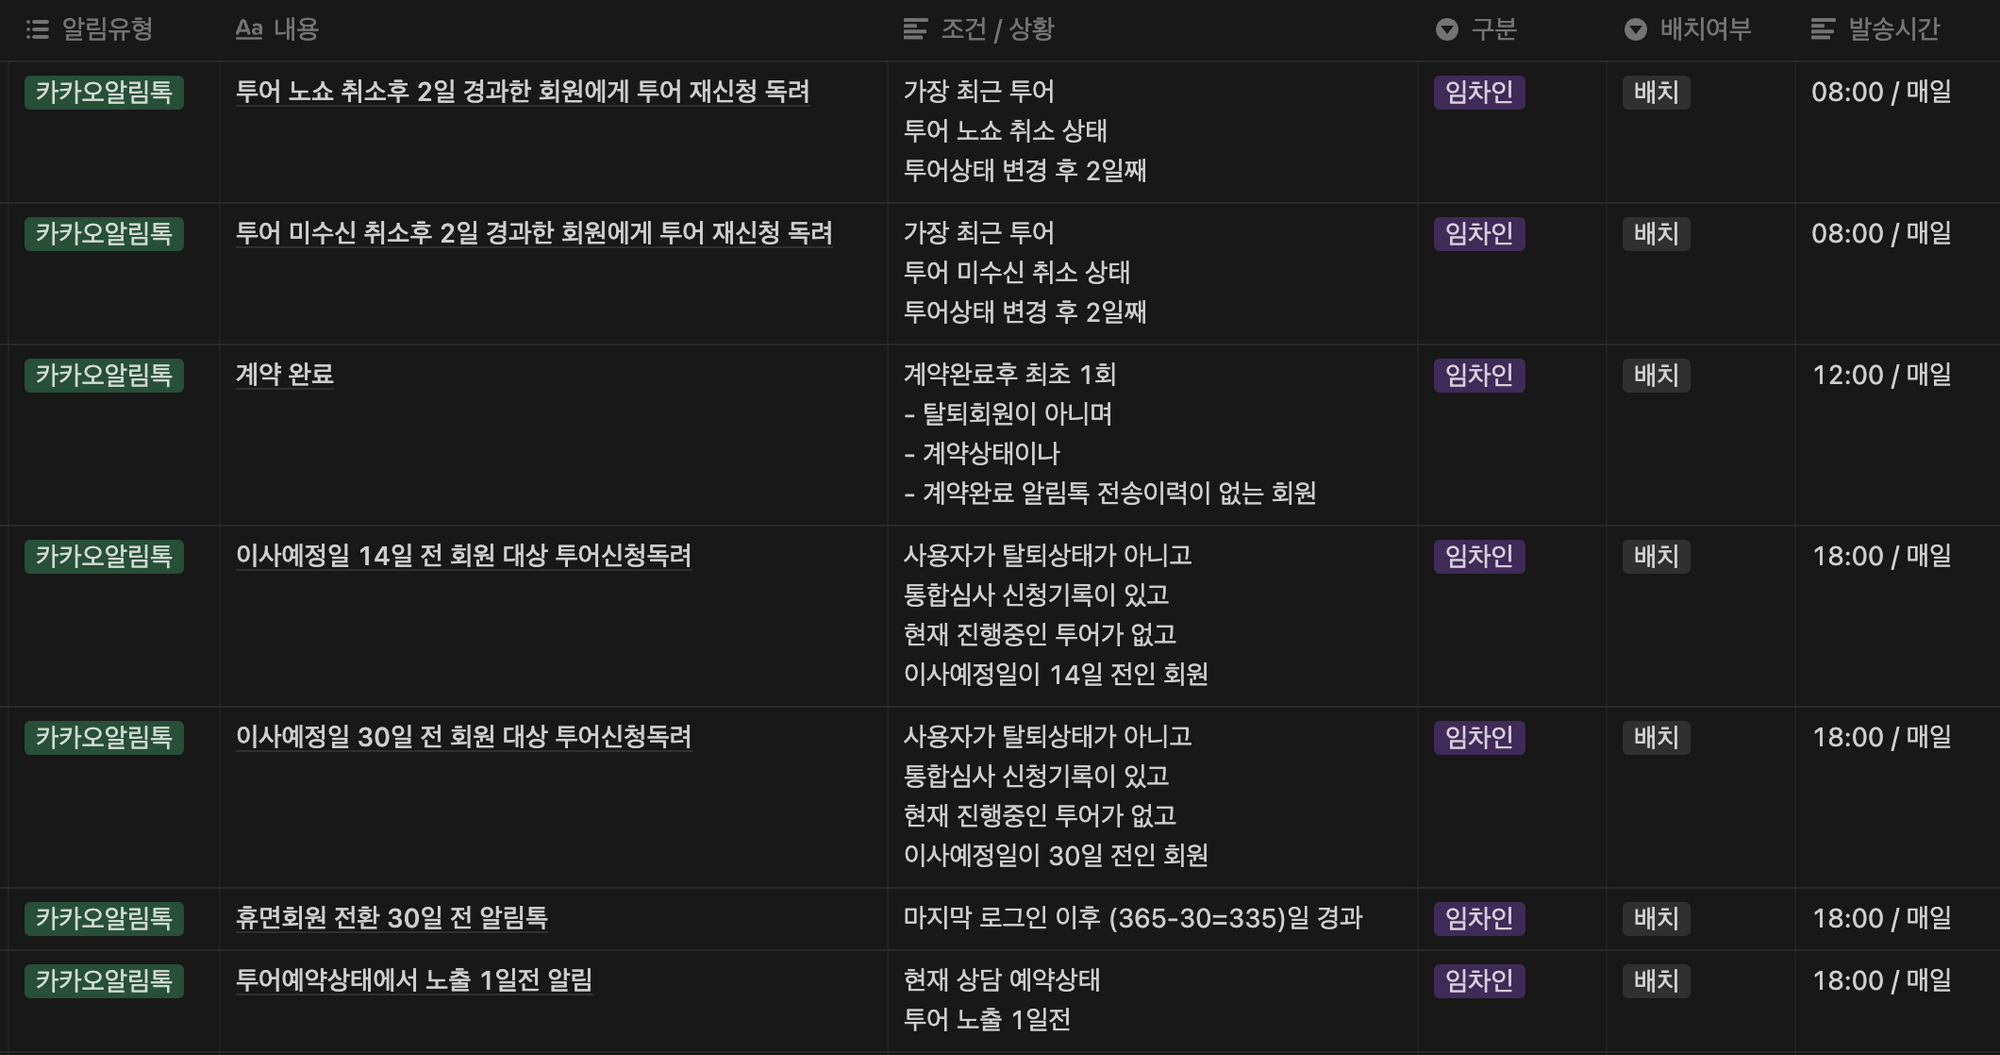 알림유형 Aa 내용 조건 / 상황 구분 배치여부 발송시간
카카오알림톡 투어 노쇼 취소후 2일 경과한 회원에게 투어 재신청 독려 가장 최근 투어 임차인 배치 08:00 / 매일
투어 노쇼 취소 상태
투어상태 변경 후 2일째
카카오알림톡 투어 미수신 취소후 2일 경과한 회원에게 투어 재신청 독려 가장 최근 투어 임차인 배치 08:00 / 매일
투어 미수신 취소 상태
투어상태 변경 후 2일째
카카오알림톡 계약 완료 계약완료후 최초 1회 임차인 배치 12:00 / 매일
- 탈퇴회원이 아니며
- 계약상태이나
- 계약완료 알림톡 전송이력이 없는 회원
카카오알림톡 이사예정일 14일 전 회원 대상 투어신청독려 사용자가 탈퇴상태가 아니고 임차인 배치 18:00 / 매일
통합심사 신청기록이 있고
현재 진행중인 투어가 없고
이사예정일이 14일 전인 회원
카카오알림톡 이사예정일 30일 전 회원 대상 투어신청독려 사용자가 탈퇴상태가 아니고 임차인 배치 18:00 / 매일
통합심사 신청기록이 있고
현재 진행중인 투어가 없고
이사예정일이 30일 전인 회원
카카오알림톡 휴면회원 전환 30일 전 알림톡 마지막 로그인 이후 (365-30=335)일 경과 임차인 배치 18:00 / 매일
카카오알림톡 투어예약상태에서 노출 1일전 알림 현재 상담 예약상태 임차인 배치 18:00 / 매일
투어 노출 1일전